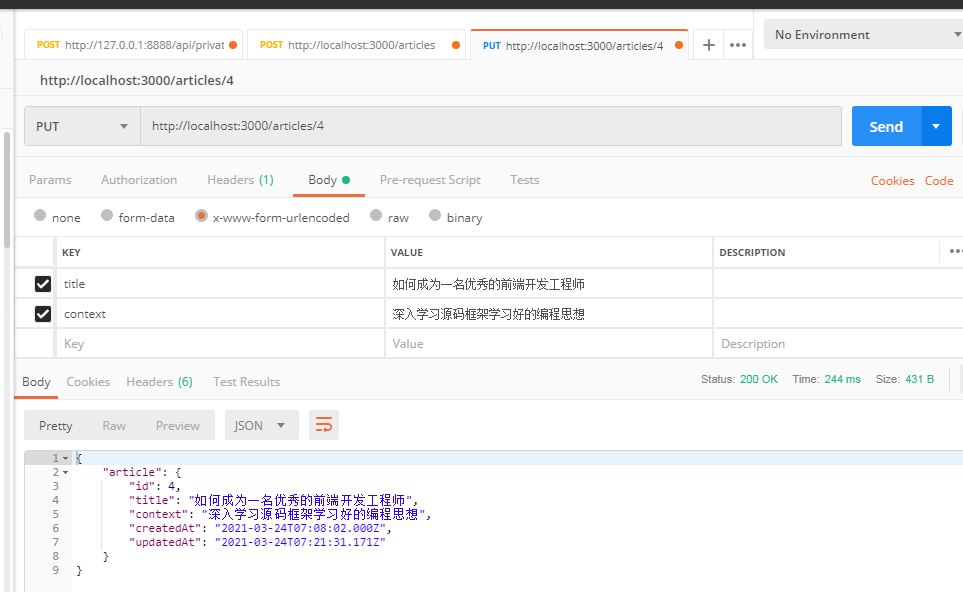 POST http://127.0.0.1:8888/api/privat POST http://localhost:3000/articles PUT http://localhost:3000/articles/4 + ••• No Environment
http://localhost:3000/articles/4
PUT http://localhost:3000/articles/4 Send
Params Authorization Headers (1) Body Pre-request Script Tests Cookies Code
none form-data x-www-form-urlencoded raw binary
KEY VALUE DESCRIPTION •••
title 如何成为一名优秀的前端开发工程师
context 深入学习源码框架学习好的编程思想
Key Value Description
Body Cookies Headers (6) Test Results Status: 200 OK Time: 244 ms Size: 431 B
Pretty Raw Preview JSON
1 {
2 "article": {
3 "id": 4,
4 "title": "如何成为一名优秀的前端开发工程师",
5 "context": "深入学习源码框架学习好的编程思想",
6 "createdAt": "2021-03-24T07:08:02.000Z",
7 "updatedAt": "2021-03-24T07:21:31.171Z"
8 }
9 }